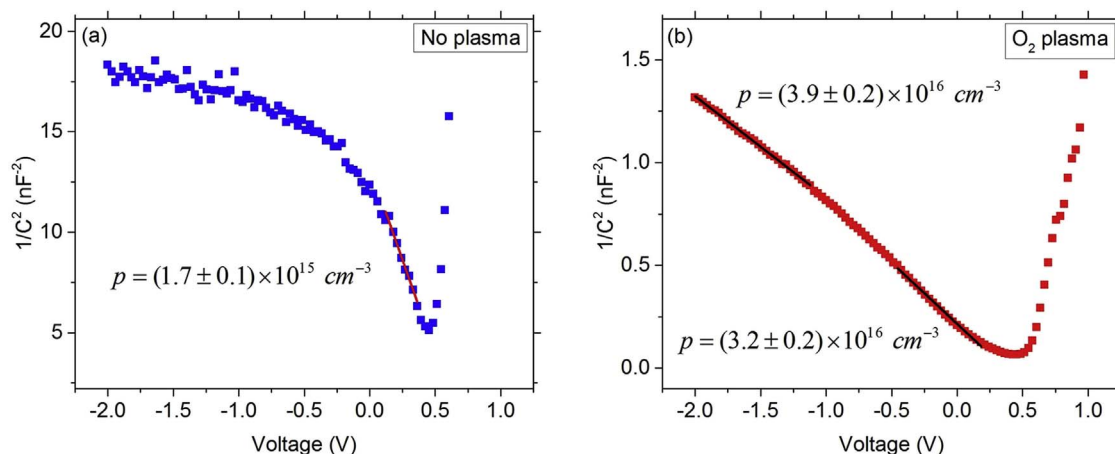 (a)
No plasma
20
15
10
5
1/C² (nF⁻²)
p = (1.7 ± 0.1) × 10¹⁵ cm⁻³
-2.0 -1.5 -1.0 -0.5 0.0 0.5 1.0
Voltage (V)
(b)
O₂ plasma
1.5
1.0
0.5
0.0
1/C² (nF⁻²)
p = (3.9 ± 0.2) × 10¹⁶ cm⁻³
p = (3.2 ± 0.2) × 10¹⁶ cm⁻³
-2.0 -1.5 -1.0 -0.5 0.0 0.5 1.0
Voltage (V)